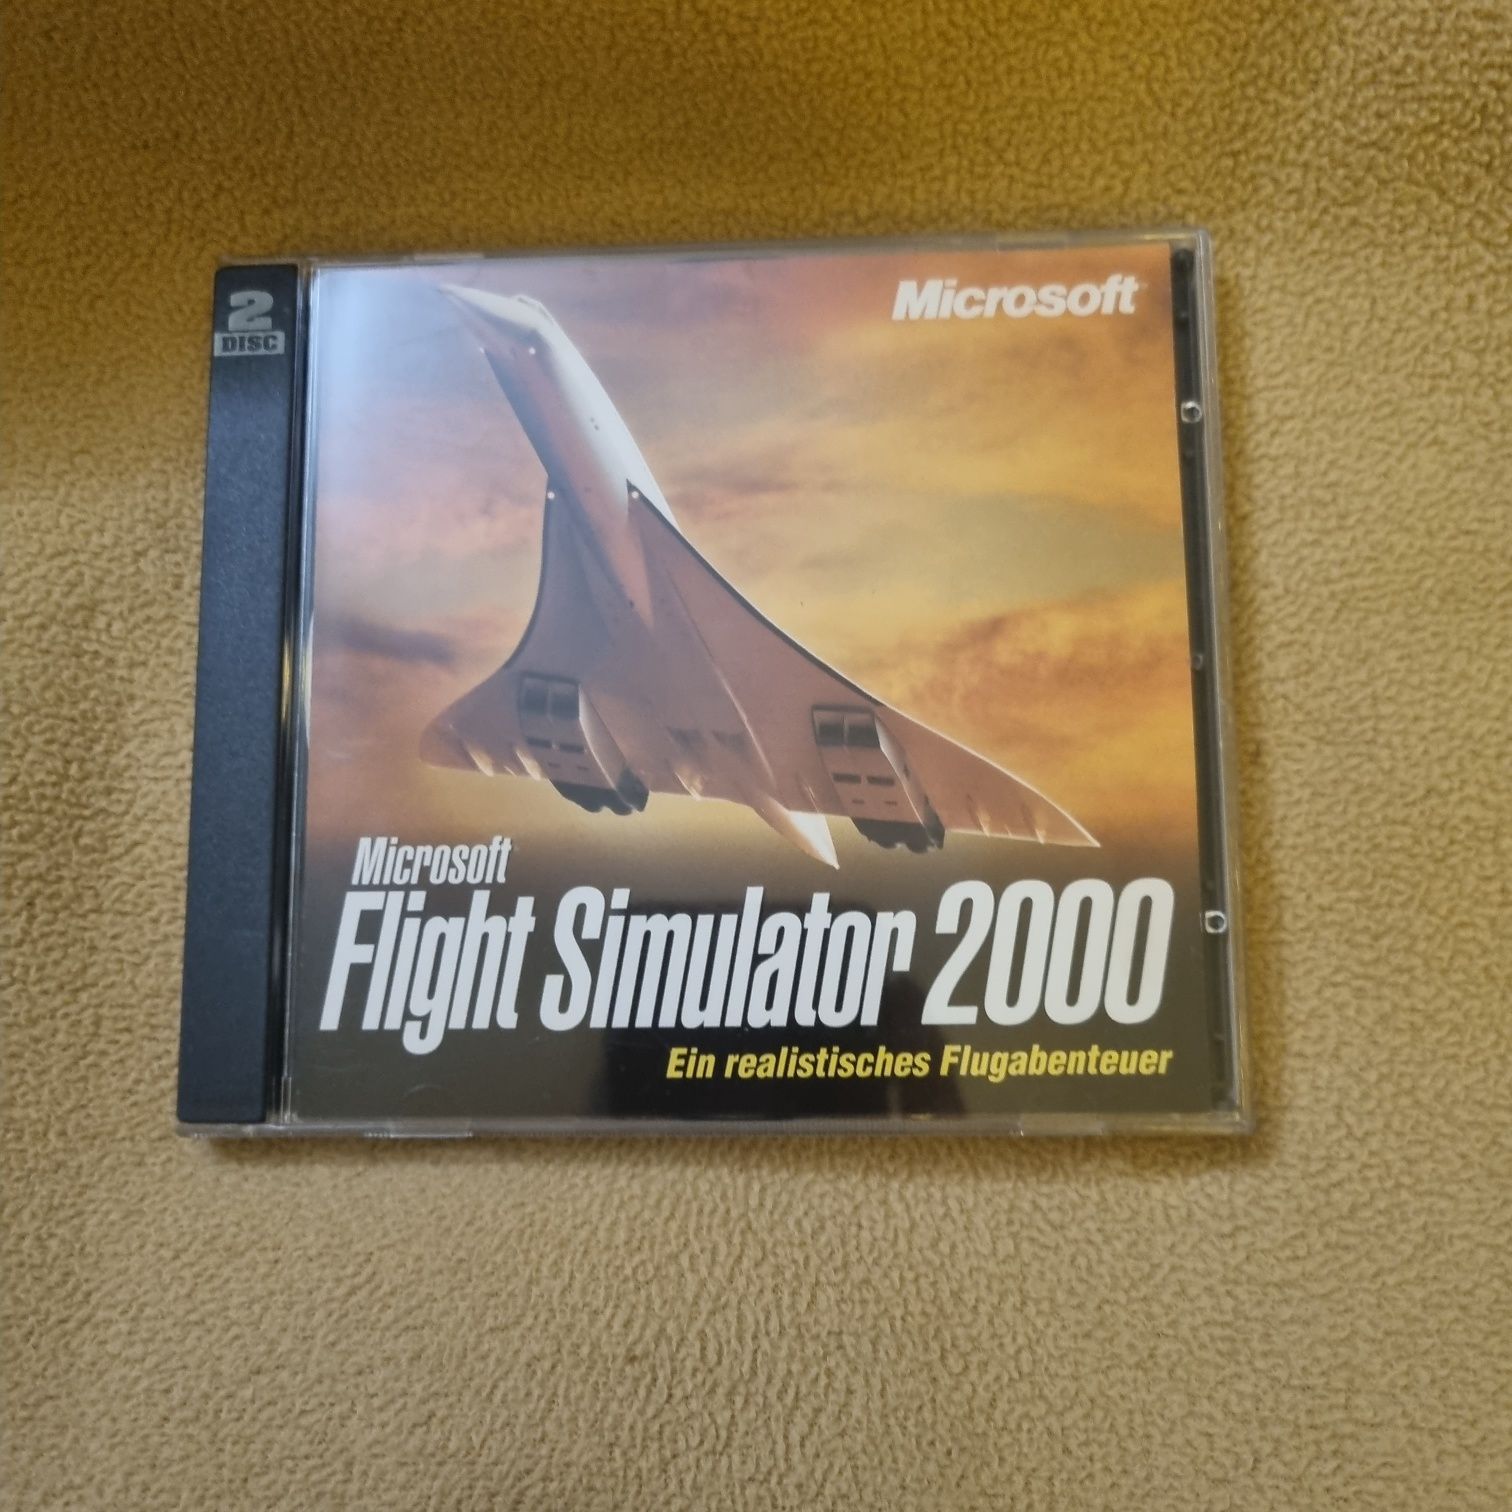 2
DISC
Microsoft
Microsoft
Flight Simulator 2000
Ein realistisches Flugabenteuer